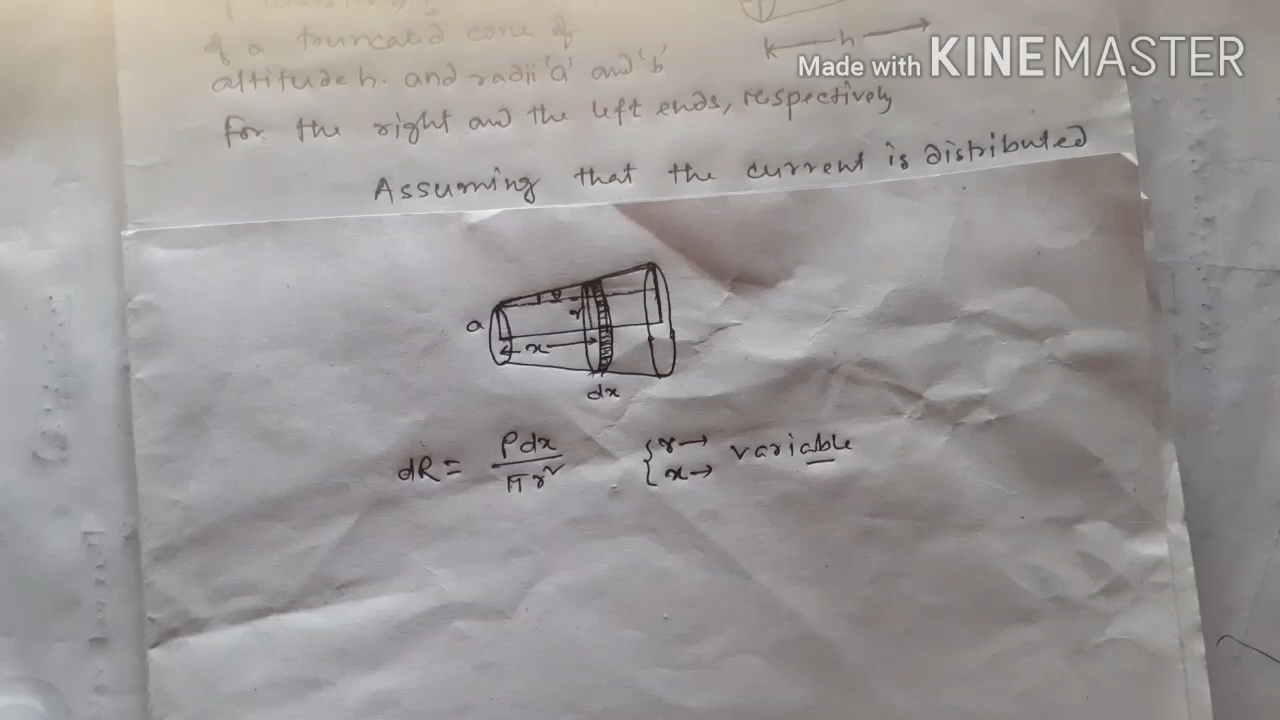 of a truncated cone of
altitude h. and radii 'a' and 'b'
for the right and the left ends, respectively
h
Made with KINEMASTER
Assuming that the current is distributed
θ
r
a
x
dx
dR = ρdx / πr² { r→ x→ variable